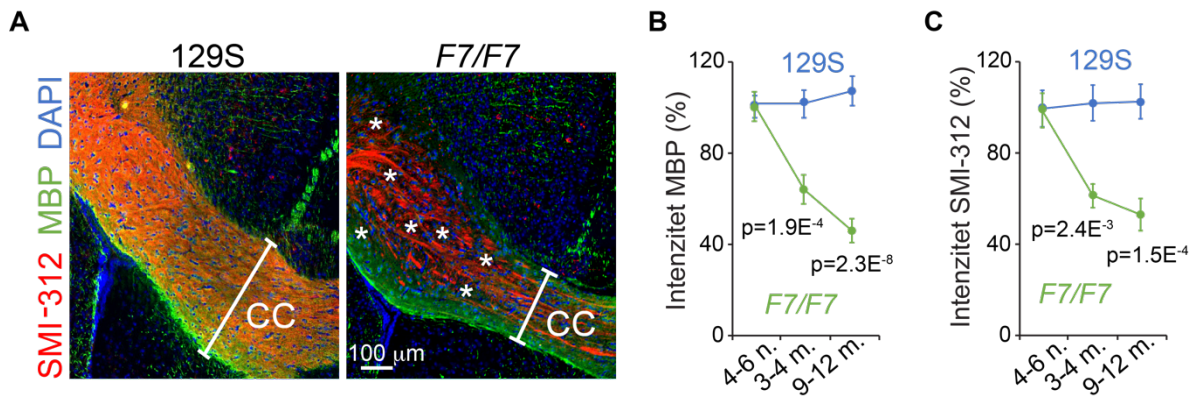 A
129S
F7/F7
SMI-312 MBP DAPI
CC
* * * * * * *
CC
100 µm
B
Intenzitet MBP (%)
120
80
40
0
129S
p=1.9E-4
p=2.3E-8
F7/F7
4-6 n.
3-4 m.
9-12 m.
C
Intenzitet SMI-312 (%)
120
80
40
0
129S
p=2.4E-3
p=1.5E-4
F7/F7
4-6 n.
3-4 m.
9-12 m.